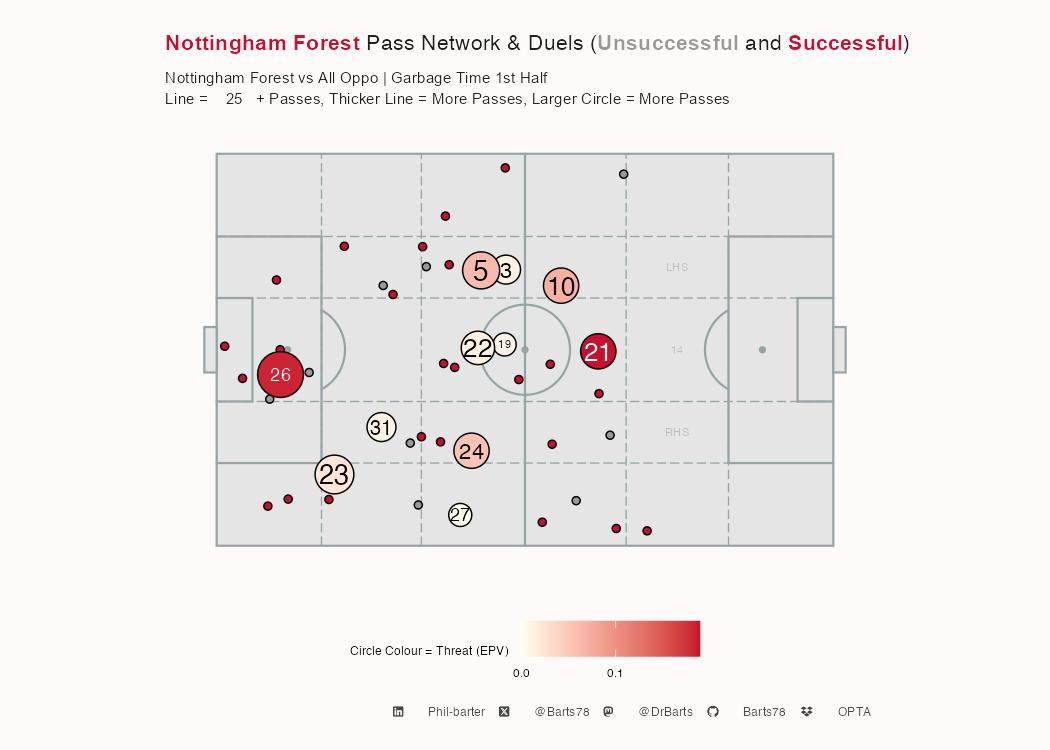 Nottingham Forest Pass Network & Duels (Unsuccessful and Successful)
Nottingham Forest vs All Oppo | Garbage Time 1st Half
Line = 25 + Passes, Thicker Line = More Passes, Larger Circle = More Passes
LHS
5 3
10
22 19 21 14
26
31 RHS
24
23
27
Circle Colour = Threat (EPV)
0.0 0.1
Phil-barter @Barts78 @DrBarts Barts78 OPTA